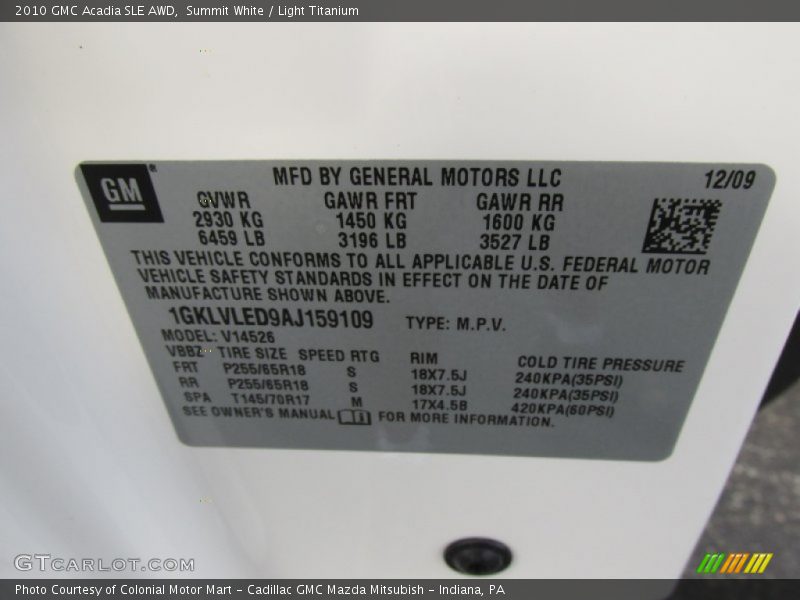 2010 GMC Acadia SLE AWD, Summit White / Light Titanium
GM
MFD BY GENERAL MOTORS LLC 12/09
GVWR GAWR FRT GAWR RR
2930 KG 1450 KG 1600 KG
6459 LB 3196 LB 3527 LB
THIS VEHICLE CONFORMS TO ALL APPLICABLE U.S. FEDERAL MOTOR
VEHICLE SAFETY STANDARDS IN EFFECT ON THE DATE OF
MANUFACTURE SHOWN ABOVE.
1GKLVLED9AJ159109 TYPE: M.P.V.
MODEL: V14526
VBBZ TIRE SIZE SPEED RTG RIM COLD TIRE PRESSURE
FRT P255/65R18 S 18X7.5J 240KPA(35PSI)
RR P255/65R18 S 18X7.5J 240KPA(35PSI)
SPA T145/70R17 M 17X4.5B 420KPA(60PSI)
SEE OWNER'S MANUAL FOR MORE INFORMATION.
GTCARLOT.COM
Photo Courtesy of Colonial Motor Mart - Cadillac GMC Mazda Mitsubish - Indiana, PA